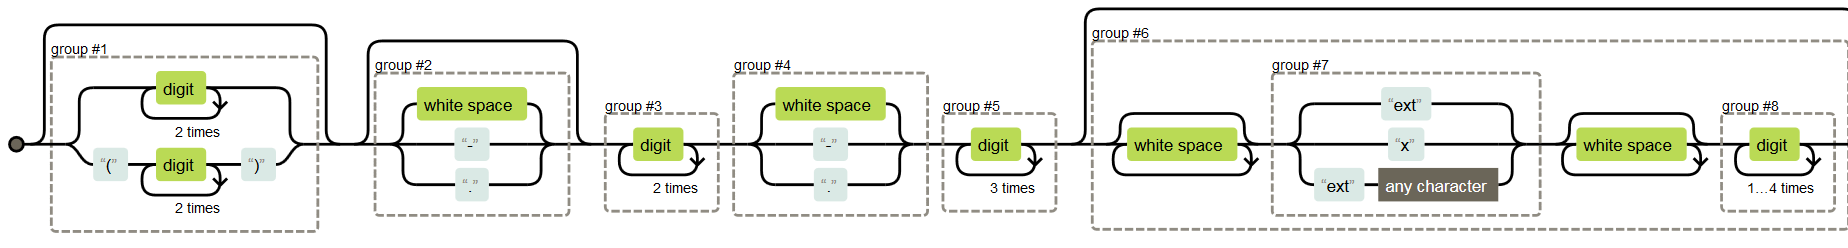 group #1
digit
2 times
“(”
digit
“)”
2 times
group #2
white space
“-”
“.”
group #3
digit
2 times
group #4
white space
“-”
“.”
group #5
digit
3 times
group #6
white space
group #7
“ext”
“x”
“ext” any character
white space
group #8
digit
1…4 times